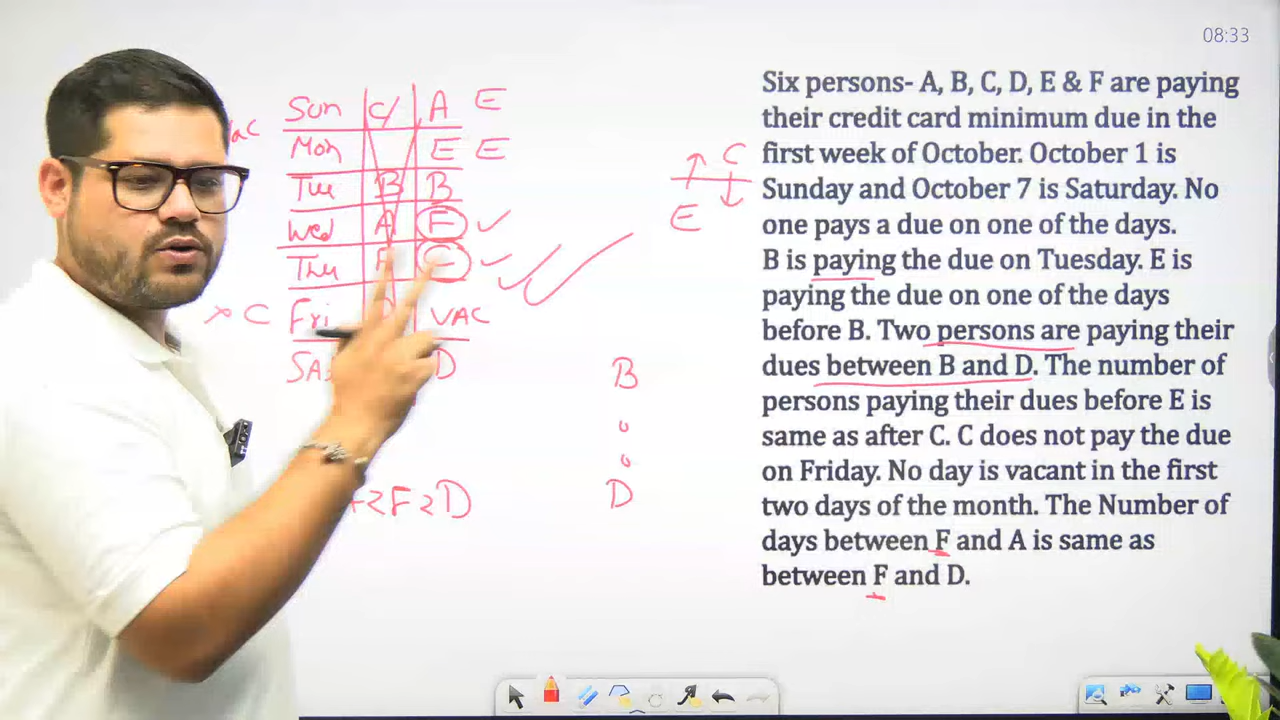 08:33
Six persons- A, B, C, D, E & F are paying
their credit card minimum due in the
first week of October. October 1 is
Sunday and October 7 is Saturday. No
one pays a due on one of the days.
B is paying the due on Tuesday. E is
paying the due on one of the days
before B. Two persons are paying their
dues between B and D. The number of
persons paying their dues before E is
same as after C. C does not pay the due
on Friday. No day is vacant in the first
two days of the month. The Number of
days between F and A is same as
between F and D.
Sun C A E
Mon E E
Tue B B
Wed A F
Thu
x C Fri VAC
SA D
C
E
B
D
2F2D